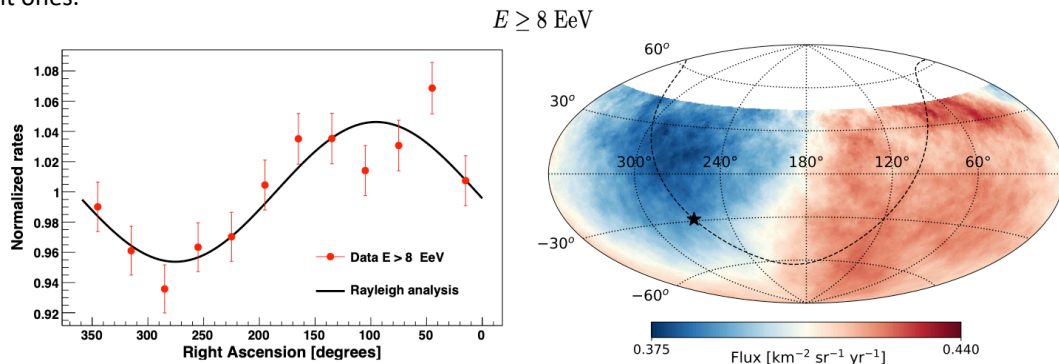 E ≥ 8 EeV
1.08
1.06
1.04
1.02
1
0.98
0.96
0.94
0.92
Normalized rates
Data E > 8 EeV
Rayleigh analysis
350 300 250 200 150 100 50 0
Right Ascension [degrees]
60°
30°
300° 240° 180° 120° 60°
−30°
−60°
0.375 0.440
Flux [km⁻² sr⁻¹ yr⁻¹]